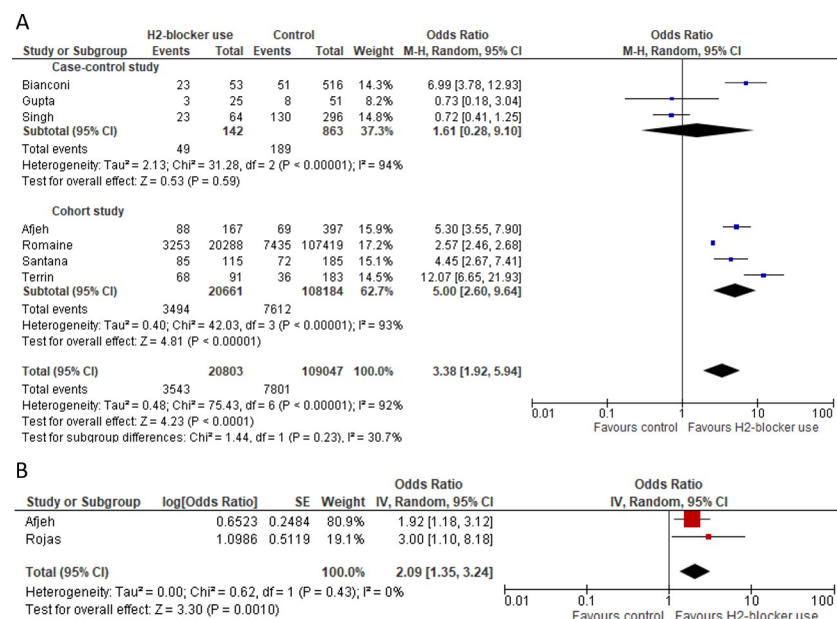 A
H2-blocker use Control Odds Ratio Odds Ratio
Study or Subgroup Events Total Events Total Weight M-H, Random, 95% CI M-H, Random, 95% CI
Case-control study
Bianconi 23 53 51 516 14.3% 6.99 [3.78, 12.93]
Gupta 3 25 8 51 8.2% 0.73 [0.18, 3.04]
Singh 23 64 130 296 14.8% 0.72 [0.41, 1.25]
Subtotal (95% CI) 142 863 37.3% 1.61 [0.28, 9.10]
Total events 49 189
Heterogeneity: Tau² = 2.13; Chi² = 31.28, df = 2 (P < 0.00001); I² = 94%
Test for overall effect: Z = 0.53 (P = 0.59)
Cohort study
Afjeh 88 167 69 397 15.9% 5.30 [3.55, 7.90]
Romaine 3253 20288 7435 107419 17.2% 2.57 [2.46, 2.68]
Santana 85 115 72 185 15.1% 4.45 [2.67, 7.41]
Terrin 68 91 36 183 14.5% 12.07 [6.65, 21.93]
Subtotal (95% CI) 20661 108184 62.7% 5.00 [2.60, 9.64]
Total events 3494 7612
Heterogeneity: Tau² = 0.40; Chi² = 42.03, df = 3 (P < 0.00001); I² = 93%
Test for overall effect: Z = 4.81 (P < 0.00001)
Total (95% CI) 20803 109047 100.0% 3.38 [1.92, 5.94]
Total events 3543 7801
Heterogeneity: Tau² = 0.48; Chi² = 75.43, df = 6 (P < 0.00001); I² = 92%
Test for overall effect: Z = 4.23 (P < 0.0001)
Test for subgroup differences: Chi² = 1.44, df = 1 (P = 0.23), I² = 30.7%
0.01 0.1 1 10 100
Favours control Favours H2-blocker use
B
Odds Ratio Odds Ratio
Study or Subgroup log[Odds Ratio] SE Weight IV, Random, 95% CI IV, Random, 95% CI
Afjeh 0.6523 0.2484 80.9% 1.92 [1.18, 3.12]
Rojas 1.0986 0.5119 19.1% 3.00 [1.10, 8.18]
Total (95% CI) 100.0% 2.09 [1.35, 3.24]
Heterogeneity: Tau² = 0.00; Chi² = 0.62, df = 1 (P = 0.43); I² = 0%
Test for overall effect: Z = 3.30 (P = 0.0010)
0.01 0.1 1 10 100
Favours control Favours H2-blocker use